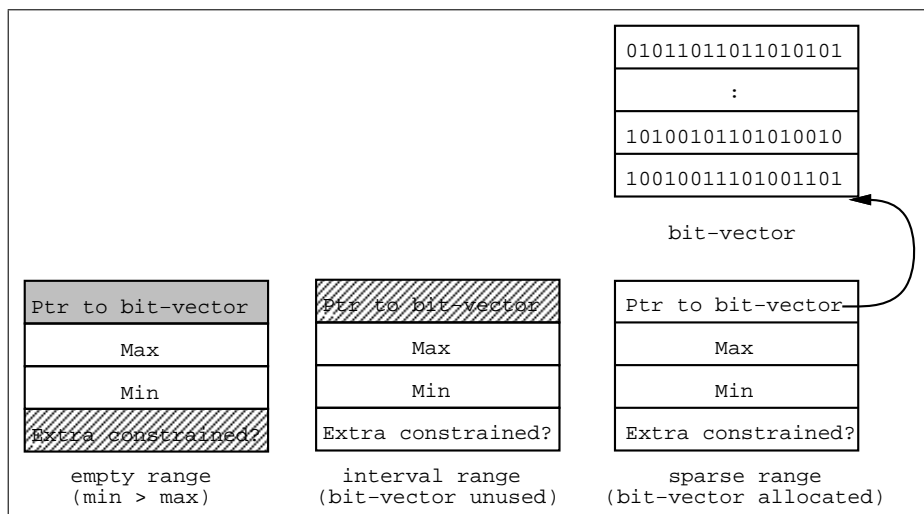 01011011011010101
:
10100101101010010
10010011101001101
bit-vector
Ptr to bit-vector
Max
Min
Extra constrained?
empty range
(min > max)
Ptr to bit-vector
Max
Min
Extra constrained?
interval range
(bit-vector unused)
Ptr to bit-vector
Max
Min
Extra constrained?
sparse range
(bit-vector allocated)